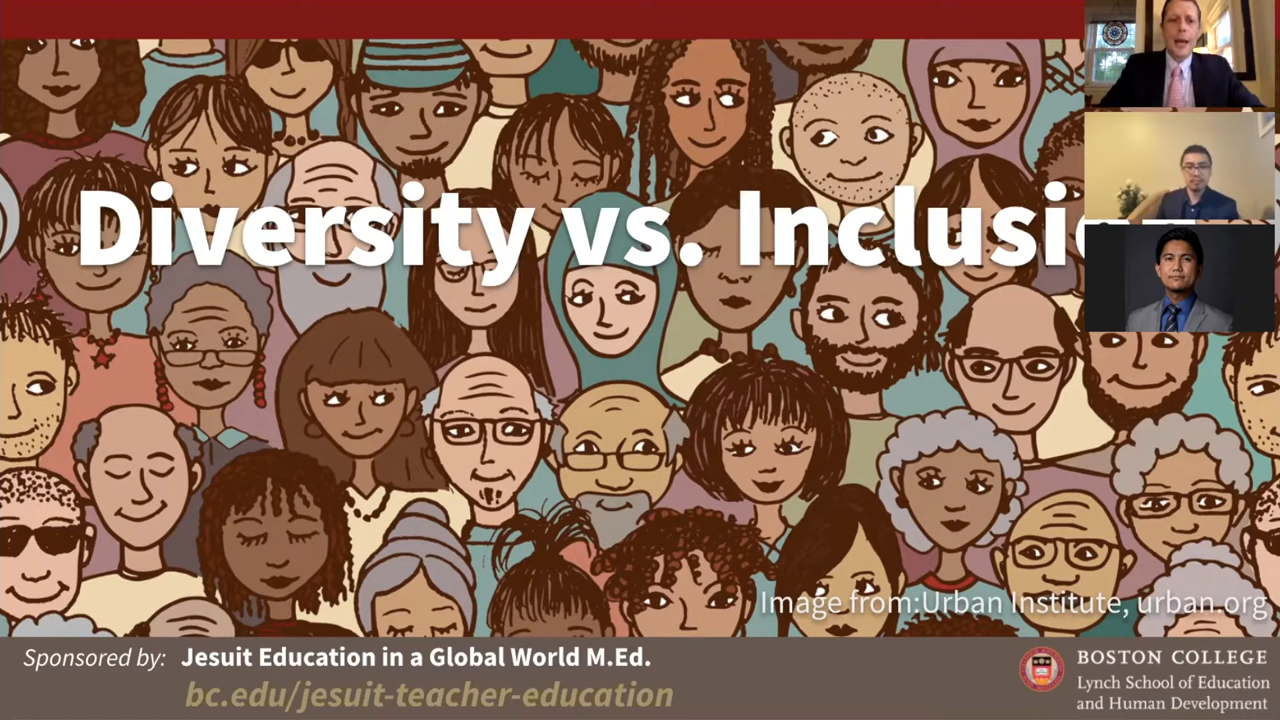 Diversity vs. Inclusi
Image from:Urban Institute, urban.org
Sponsored by: Jesuit Education in a Global World M.Ed.
bc.edu/jesuit-teacher-education
BOSTON COLLEGE
Lynch School of Education
and Human Development